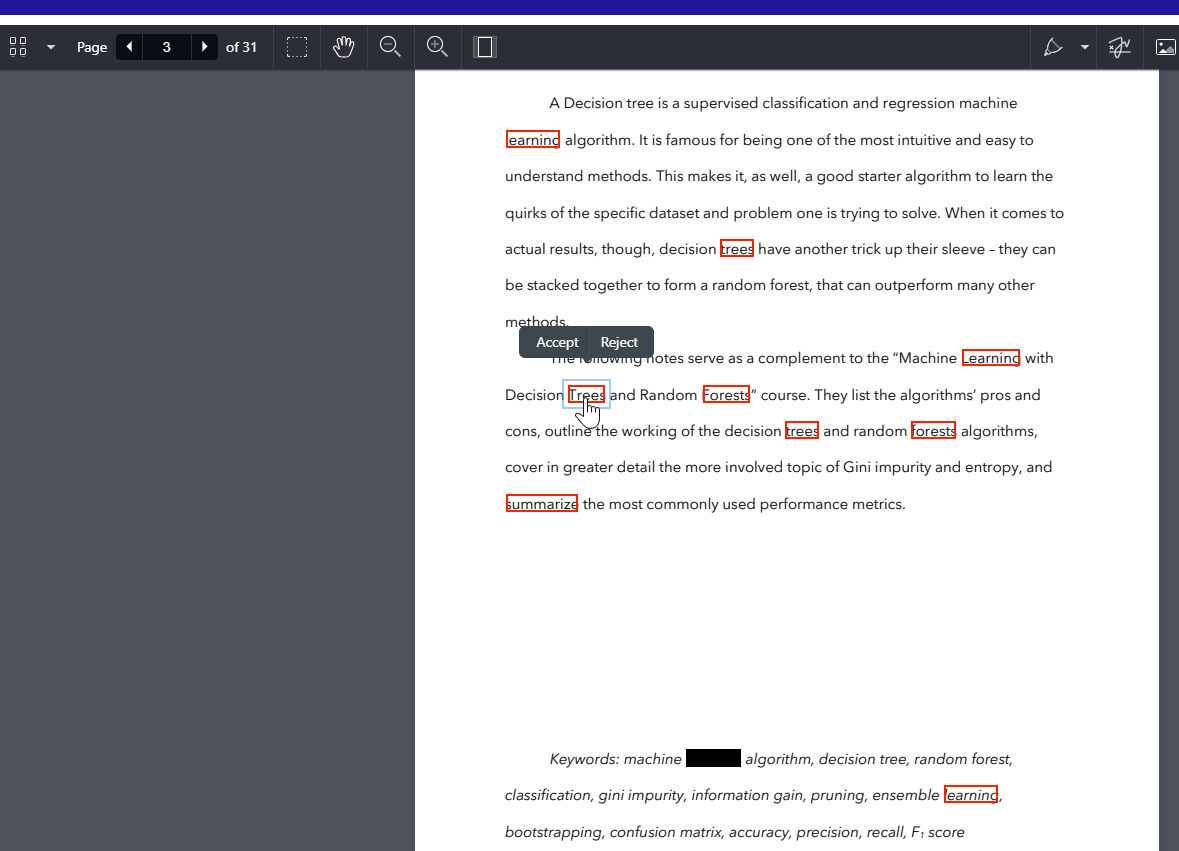 Page 3 of 31
A Decision tree is a supervised classification and regression machine
learning algorithm. It is famous for being one of the most intuitive and easy to
understand methods. This makes it, as well, a good starter algorithm to learn the
quirks of the specific dataset and problem one is trying to solve. When it comes to
actual results, though, decision trees have another trick up their sleeve – they can
be stacked together to form a random forest, that can outperform many other
methods.
Accept Reject
The following notes serve as a complement to the “Machine Learning with
Decision Trees and Random Forests” course. They list the algorithms’ pros and
cons, outline the working of the decision trees and random forests algorithms,
cover in greater detail the more involved topic of Gini impurity and entropy, and
summarize the most commonly used performance metrics.
Keywords: machine algorithm, decision tree, random forest,
classification, gini impurity, information gain, pruning, ensemble learning,
bootstrapping, confusion matrix, accuracy, precision, recall, F₁ score